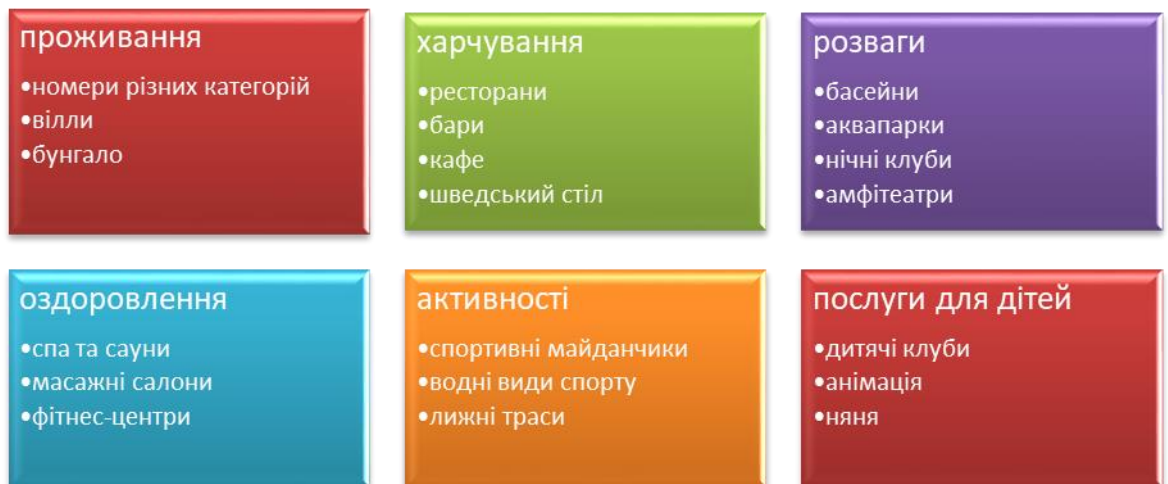 проживання
•номери різних категорій
•вілли
•бунгало
харчування
•ресторани
•бари
•кафе
•шведський стіл
розваги
•басейни
•аквапарки
•нічні клуби
•амфітеатри
оздоровлення
•спа та сауни
•масажні салони
•фітнес-центри
активності
•спортивні майданчики
•водні види спорту
•лижні траси
послуги для дітей
•дитячі клуби
•анімація
•няня